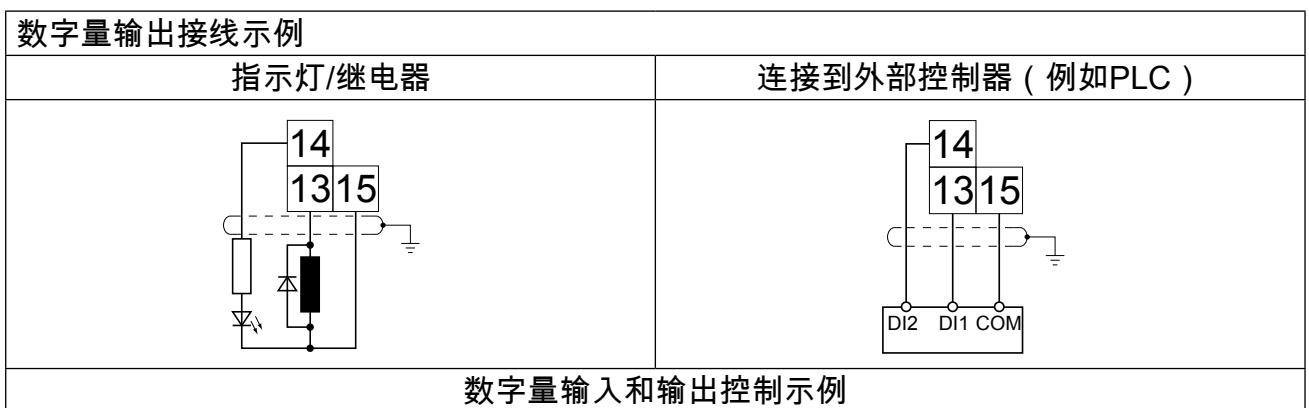 数字量输出接线示例
指示灯/继电器
连接到外部控制器(例如PLC)
14
13 15
14
13 15
DI2 DI1 COM
数字量输入和输出控制示例